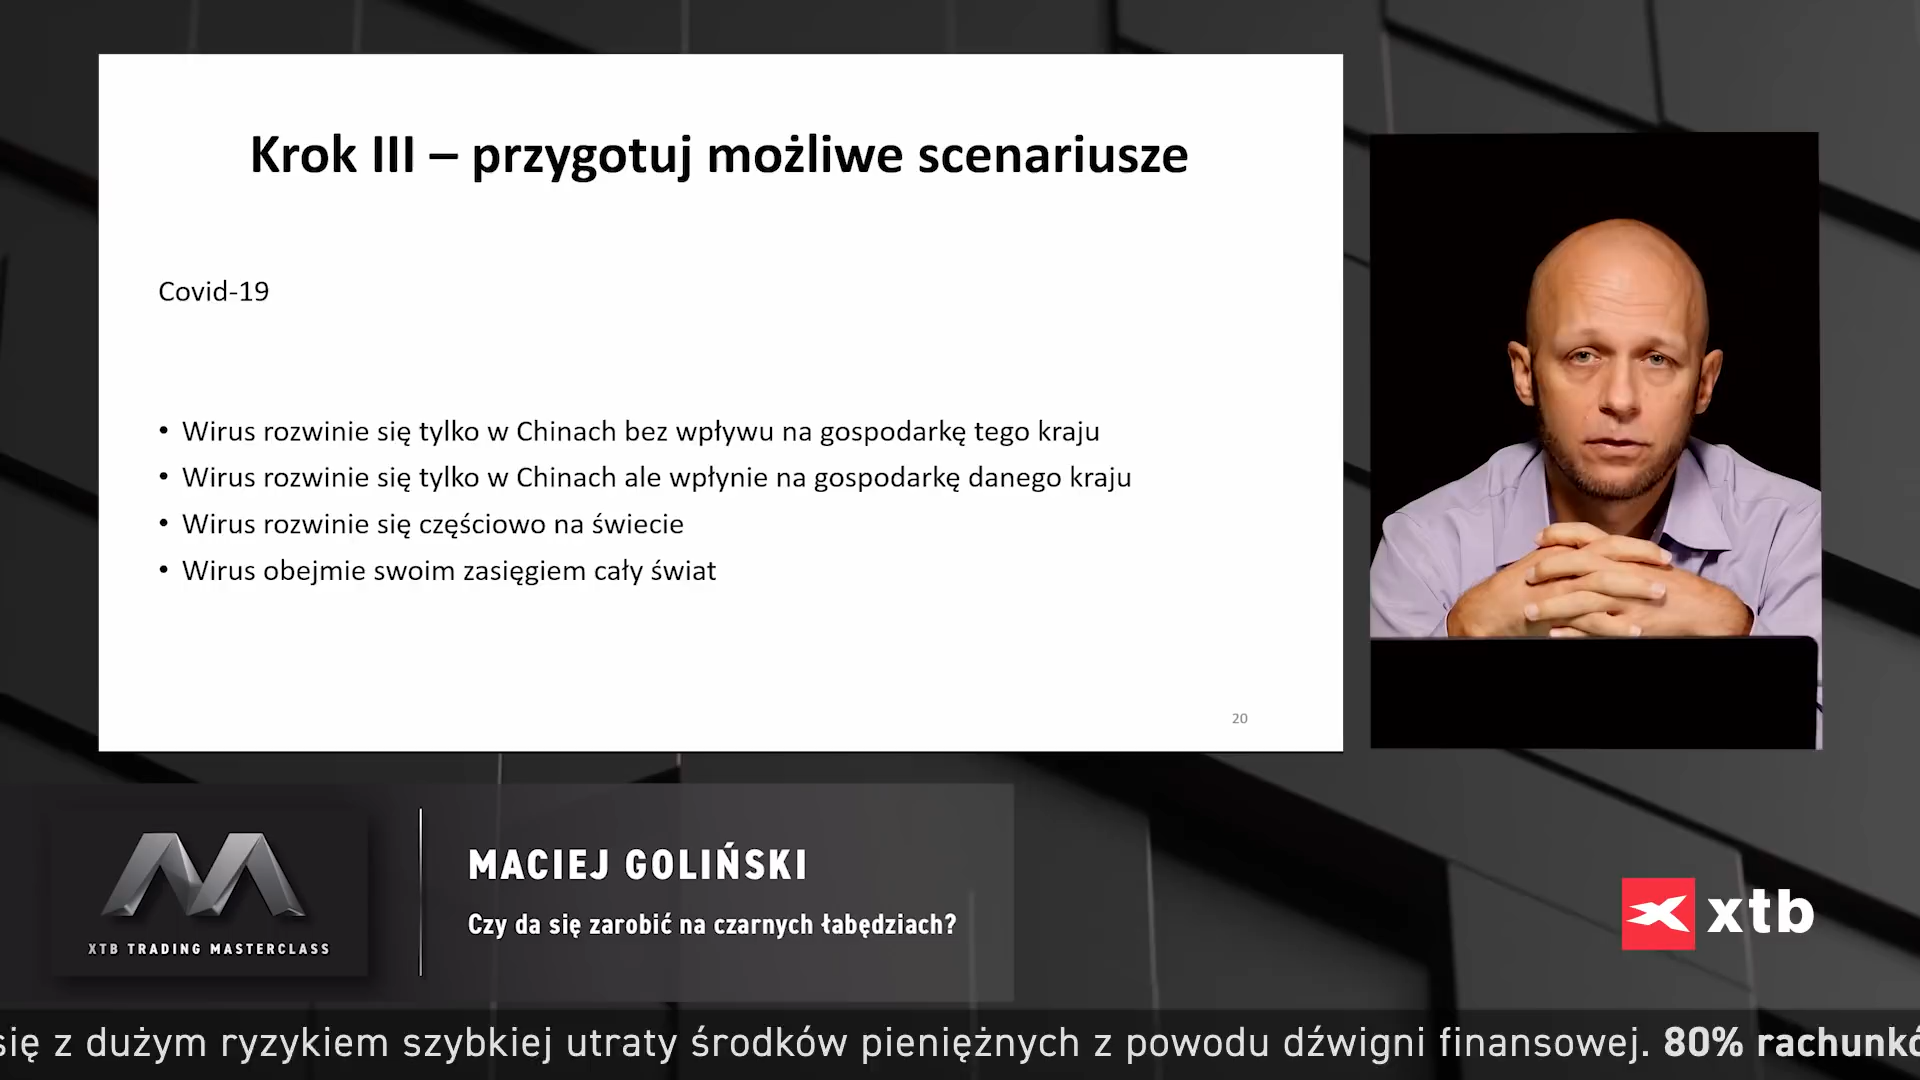 Krok III – przygotuj możliwe scenariusze
Covid-19
• Wirus rozwinie się tylko w Chinach bez wpływu na gospodarkę tego kraju
• Wirus rozwinie się tylko w Chinach ale wpłynie na gospodarkę danego kraju
• Wirus rozwinie się częściowo na świecie
• Wirus obejmie swoim zasięgiem cały świat
20
XTB TRADING MASTERCLASS
MACIEJ GOLIŃSKI
Czy da się zarobić na czarnych łabędziach?
xtb
się z dużym ryzykiem szybkiej utraty środków pieniężnych z powodu dźwigni finansowej. 80%